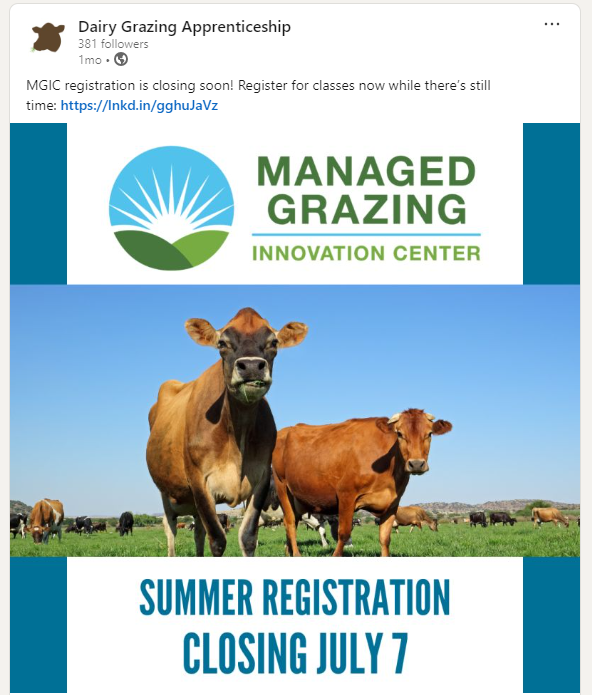 Dairy Grazing Apprenticeship
381 followers
1mo •
MGIC registration is closing soon! Register for classes now while there's still
time: https://lnkd.in/gghuJaVz
MANAGED
GRAZING
INNOVATION CENTER
SUMMER REGISTRATION
CLOSING JULY 7